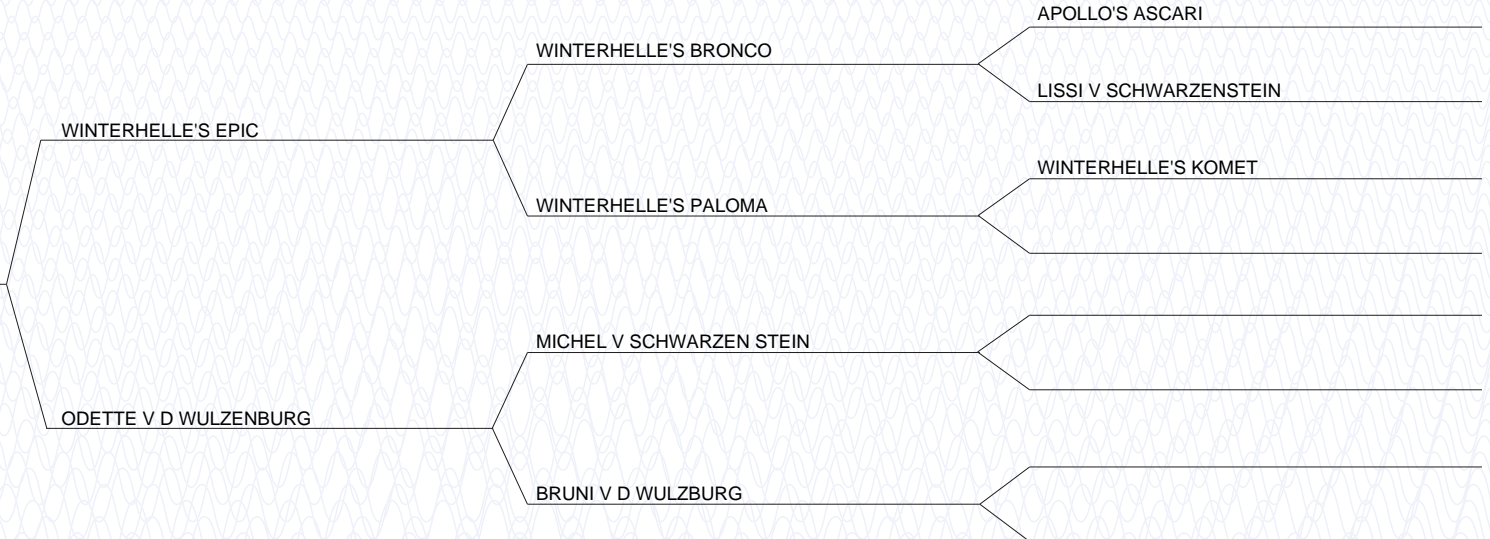 APOLLO'S ASCARI
WINTERHELLE'S BRONCO
LISSI V SCHWARZENSTEIN
WINTERHELLE'S EPIC
WINTERHELLE'S KOMET
WINTERHELLE'S PALOMA
MICHEL V SCHWARZEN STEIN
ODETTE V D WULZENBURG
BRUNI V D WULZBURG